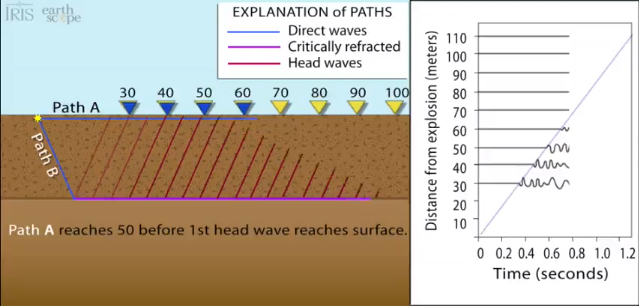 IRIS earth
scope
EXPLANATION of PATHS
Direct waves
Critically refracted
Head waves
30 40 50 60 70 80 90 100
Path A
Path B
Path A reaches 50 before 1st head wave reaches surface.
Distance from explosion (meters)
110
100
90
80
70
60
50
40
30
20
10
0 0.2 0.4 0.6 0.8 1.0 1.2
Time (seconds)